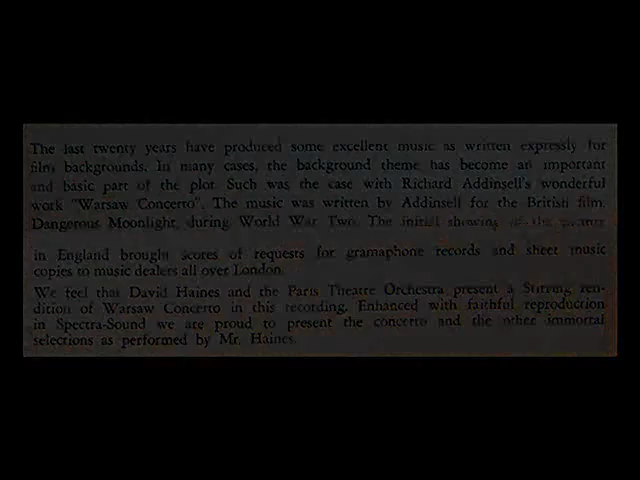 The last twenty years have produced some excellent music as written expressly for
film backgrounds. In many cases, the background theme has become an important
and basic part of the plot. Such was the case with Richard Addinsell's wonderful
work "Warsaw Concerto". The music was written by Addinsell for the British film,
Dangerous Moonlight, during World War Two. The initial showing of the
in England brought scores of requests for gramaphone records and sheet music
copies to music dealers all over London.
We feel that David Haines and the Paris Theatre Orchestra present a Stirring ren-
dition of Warsaw Concerto in this recording. Enhanced with faithful reproduction
in Spectra-Sound we are proud to present the concerto and the other immortal
selections as performed by Mr. Haines.